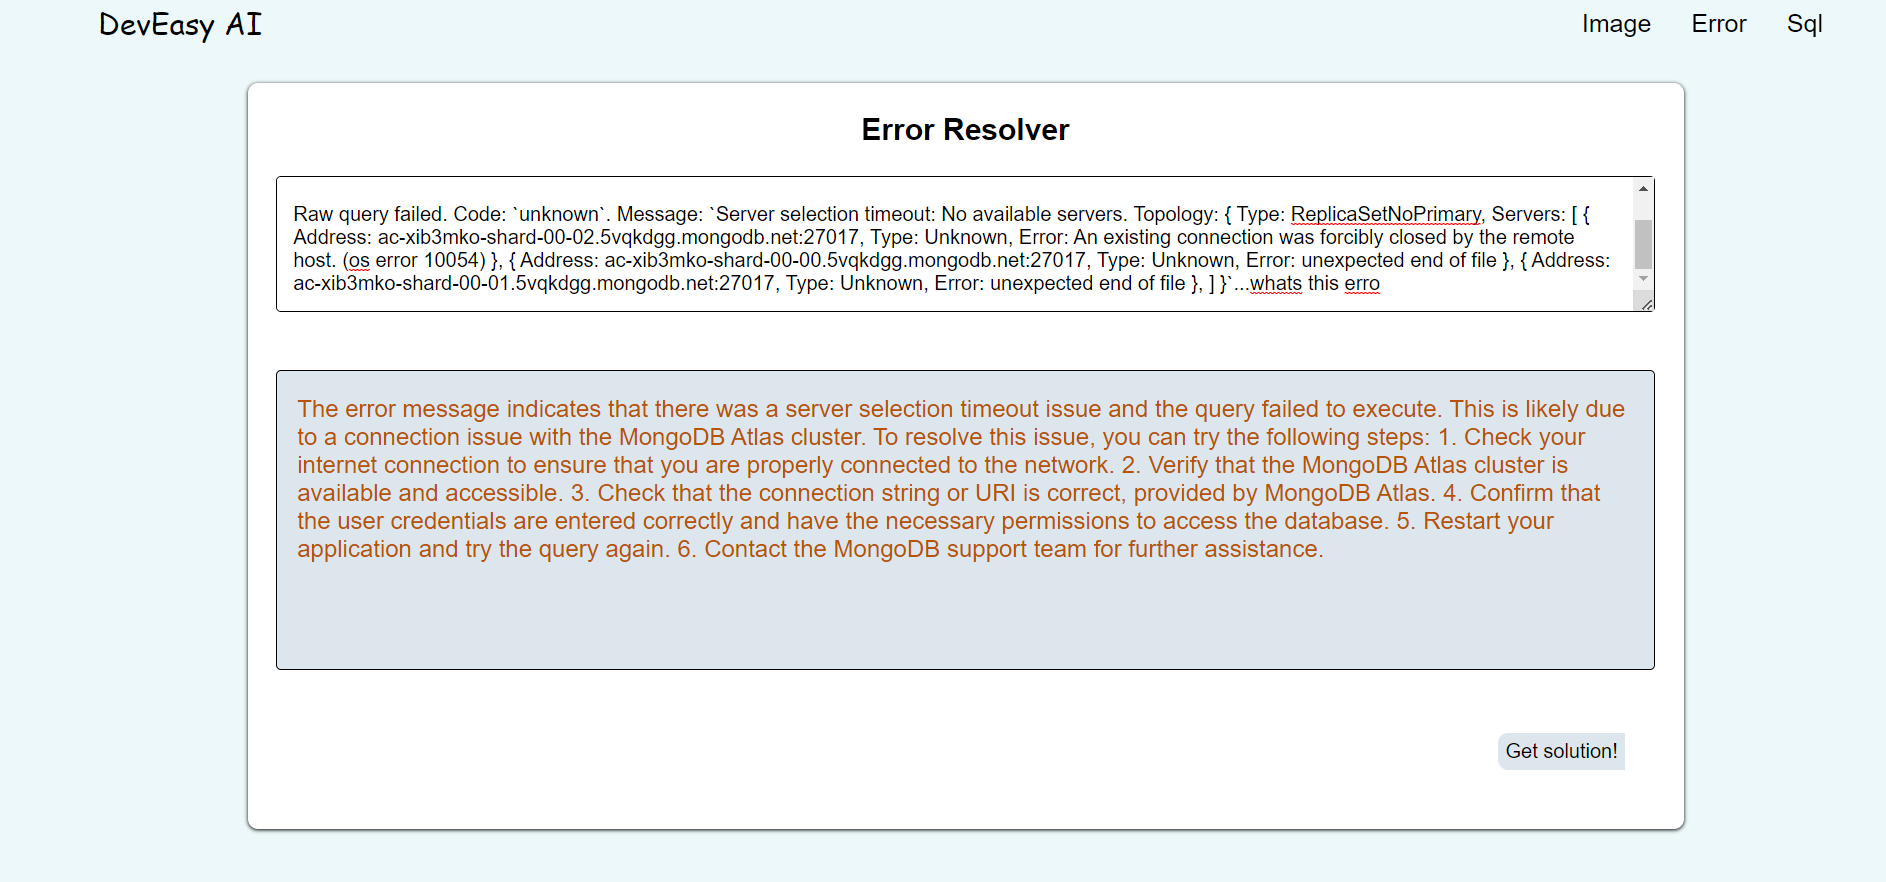 DevEasy AI
Image
Error
Sql
Error Resolver
Raw query failed. Code: `unknown`. Message: `Server selection timeout: No available servers. Topology: { Type: ReplicaSetNoPrimary, Servers: [ {
Address: ac-xib3mko-shard-00-02.5vqkdgg.mongodb.net:27017, Type: Unknown, Error: An existing connection was forcibly closed by the remote
host. (os error 10054) }, { Address: ac-xib3mko-shard-00-00.5vqkdgg.mongodb.net:27017, Type: Unknown, Error: unexpected end of file }, { Address:
ac-xib3mko-shard-00-01.5vqkdgg.mongodb.net:27017, Type: Unknown, Error: unexpected end of file }, ] }`...whats this erro
The error message indicates that there was a server selection timeout issue and the query failed to execute. This is likely due
to a connection issue with the MongoDB Atlas cluster. To resolve this issue, you can try the following steps: 1. Check your
internet connection to ensure that you are properly connected to the network. 2. Verify that the MongoDB Atlas cluster is
available and accessible. 3. Check that the connection string or URI is correct, provided by MongoDB Atlas. 4. Confirm that
the user credentials are entered correctly and have the necessary permissions to access the database. 5. Restart your
application and try the query again. 6. Contact the MongoDB support team for further assistance.
Get solution!